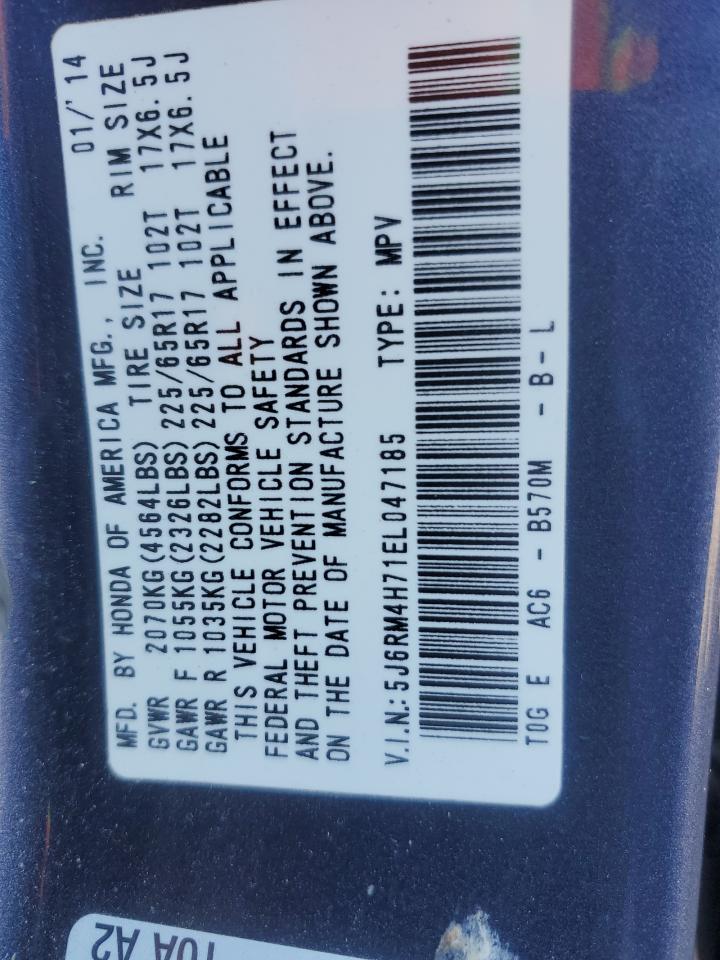 MFD. BY HONDA OF AMERICA MFG., INC. 01/'14
GVWR 2070KG(4564LBS) TIRE SIZE RIM SIZE
GAWR F 1055KG(2326LBS) 225/65R17 102T 17X6.5J
GAWR R 1035KG(2282LBS) 225/65R17 102T 17X6.5J
THIS VEHICLE CONFORMS TO ALL APPLICABLE
FEDERAL MOTOR VEHICLE SAFETY
AND THEFT PREVENTION STANDARDS IN EFFECT
ON THE DATE OF MANUFACTURE SHOWN ABOVE.
V.I.N.:5J6RM4H71EL047185 TYPE: MPV
T0G E AC6 - B570M - B-L
T0A A2